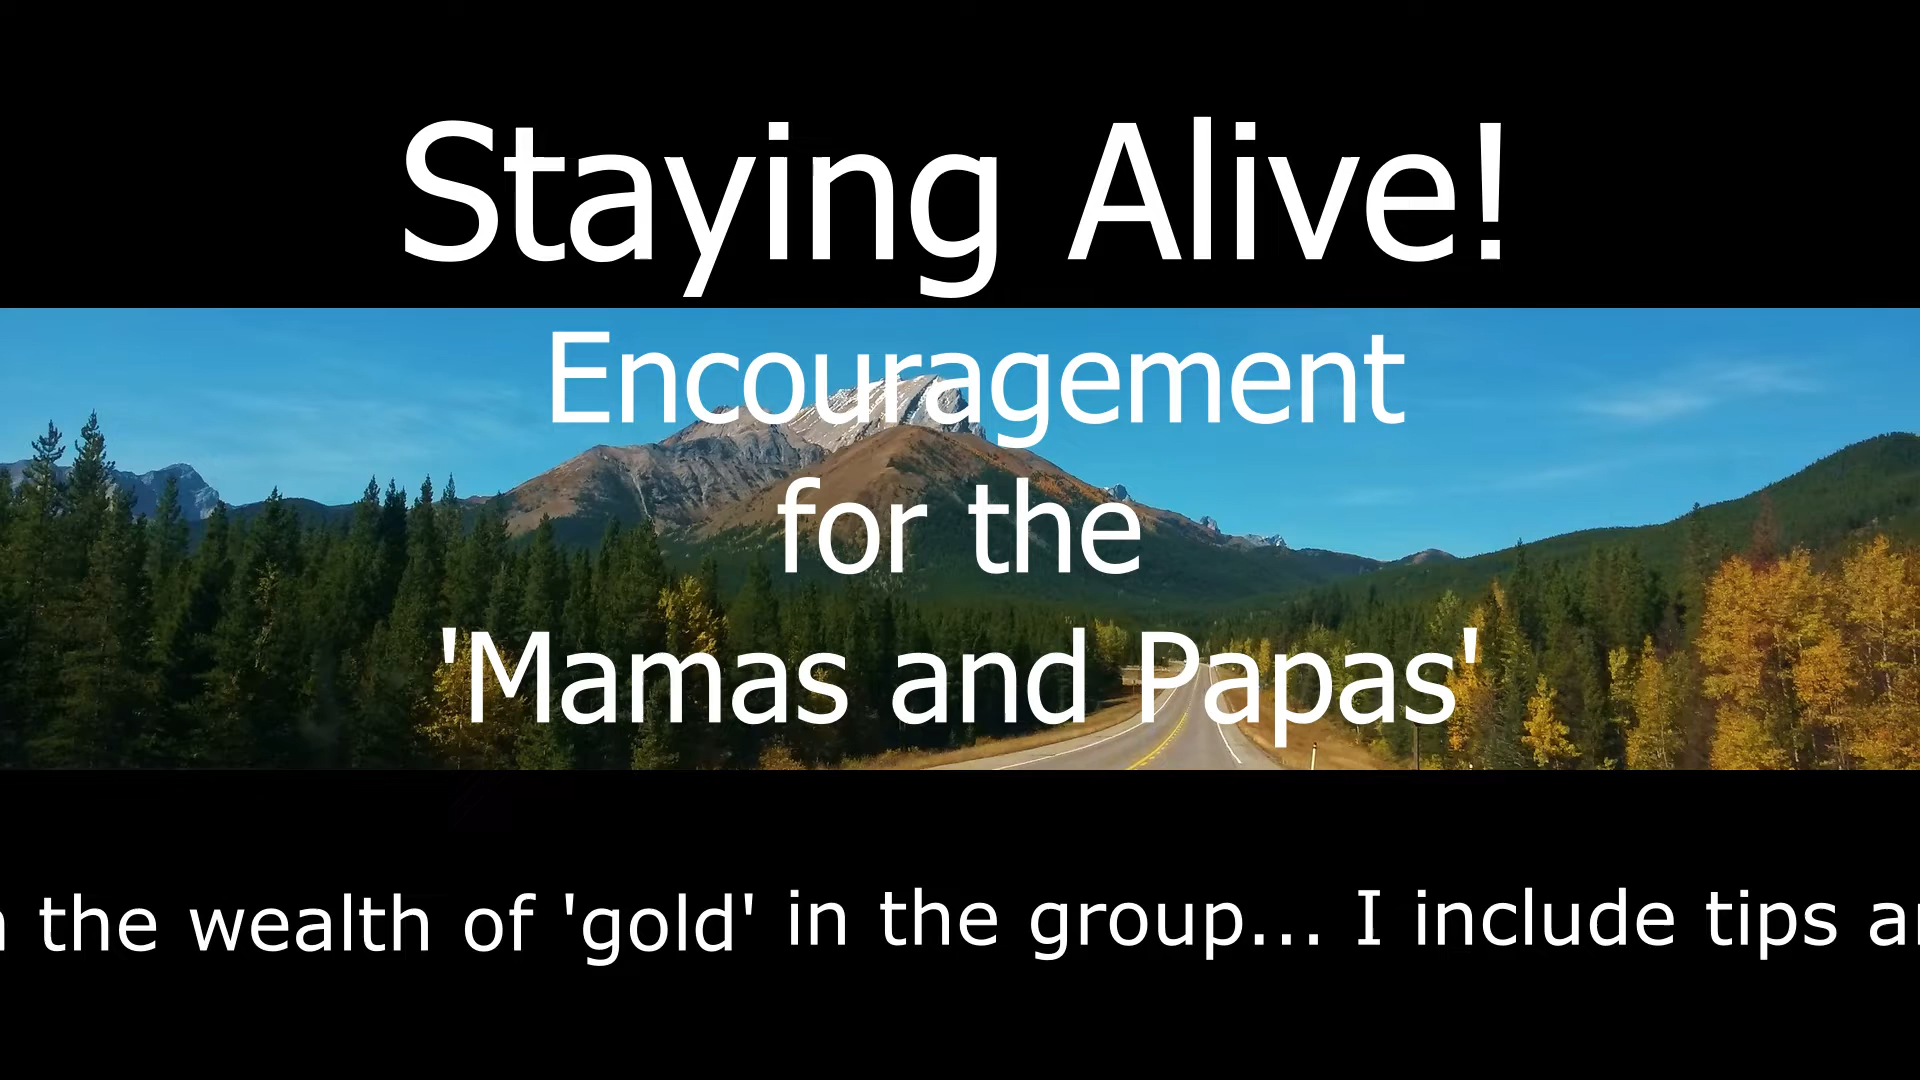 Staying Alive!
Encouragement
for the
'Mamas and Papas'
the wealth of 'gold' in the group... I include tips